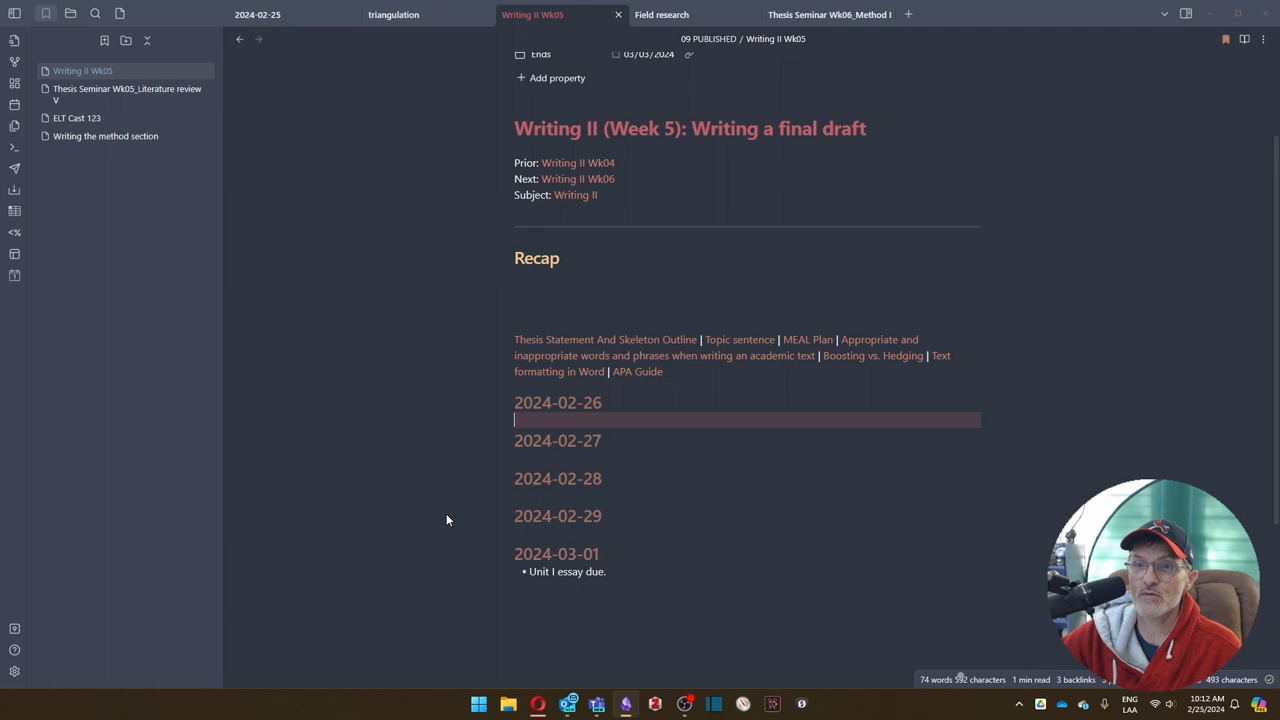 2024-02-25
triangulation
Writing II Wk05
Field research
Thesis Seminar Wk06_Method I
09 PUBLISHED / Writing II Wk05
Writing II Wk05
Thesis Seminar Wk05_Literature review
V
ELT Cast 123
Writing the method section
Ends
03/03/2024
Add property
Writing II (Week 5): Writing a final draft
Prior: Writing II Wk04
Next: Writing II Wk06
Subject: Writing II
Recap
Thesis Statement And Skeleton Outline | Topic sentence | MEAL Plan | Appropriate and
inappropriate words and phrases when writing an academic text | Boosting vs. Hedging | Text
formatting in Word | APA Guide
2024-02-26
2024-02-27
2024-02-28
2024-02-29
2024-03-01
• Unit I essay due.
74 words 592 characters 1 min read 3 backlinks 493 characters
ENG
LAA
10:12 AM
2/25/2024